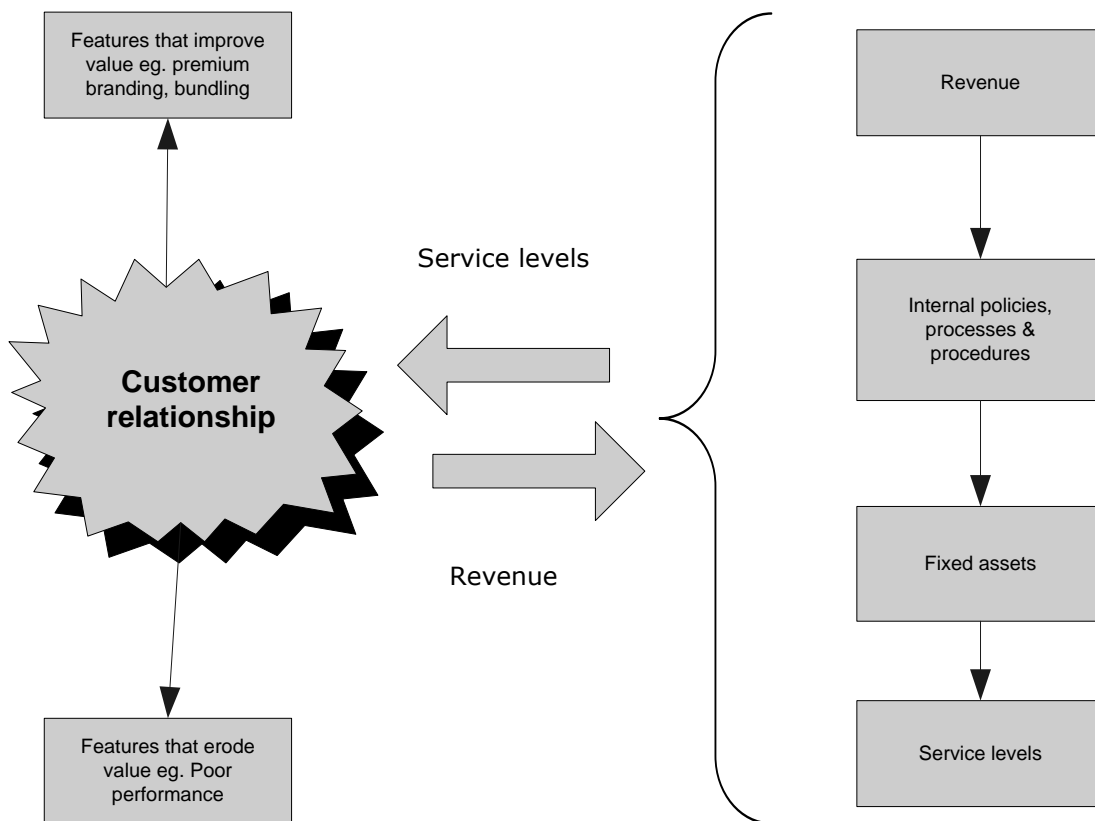 Features that improve
value eg. premium
branding, bundling
Customer
relationship
Features that erode
value eg. Poor
performance
Service levels
Revenue
Revenue
Internal policies,
processes &
procedures
Fixed assets
Service levels